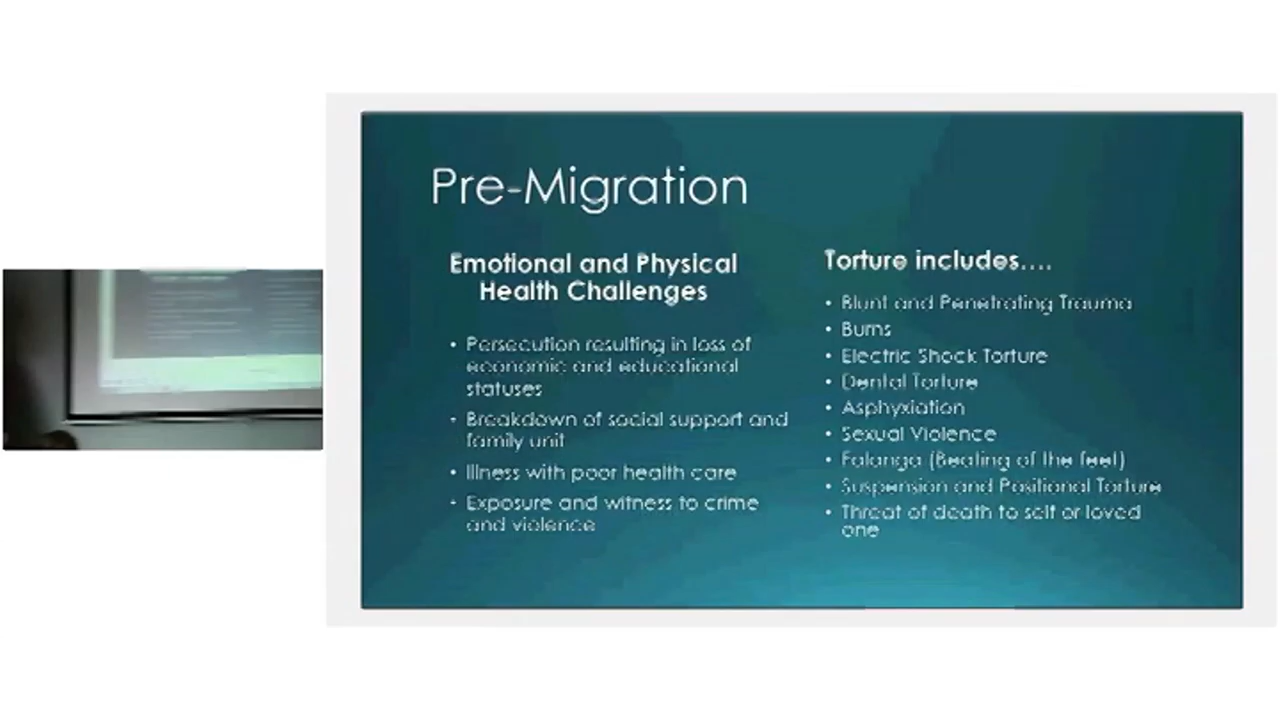 Pre-Migration
Emotional and Physical
Health Challenges
• Persecution resulting in loss of
economic and educational
statuses
• Breakdown of social support and
family unit
• Illness with poor health care
• Exposure and witness to crime
and violence
Torture includes....
• Blunt and Penetrating Trauma
• Burns
• Electric Shock Torture
• Dental Torture
• Asphyxiation
• Sexual Violence
• Falanga (Beating of the feet)
• Suspension and Positional Torture
• Threat of death to self or loved
one